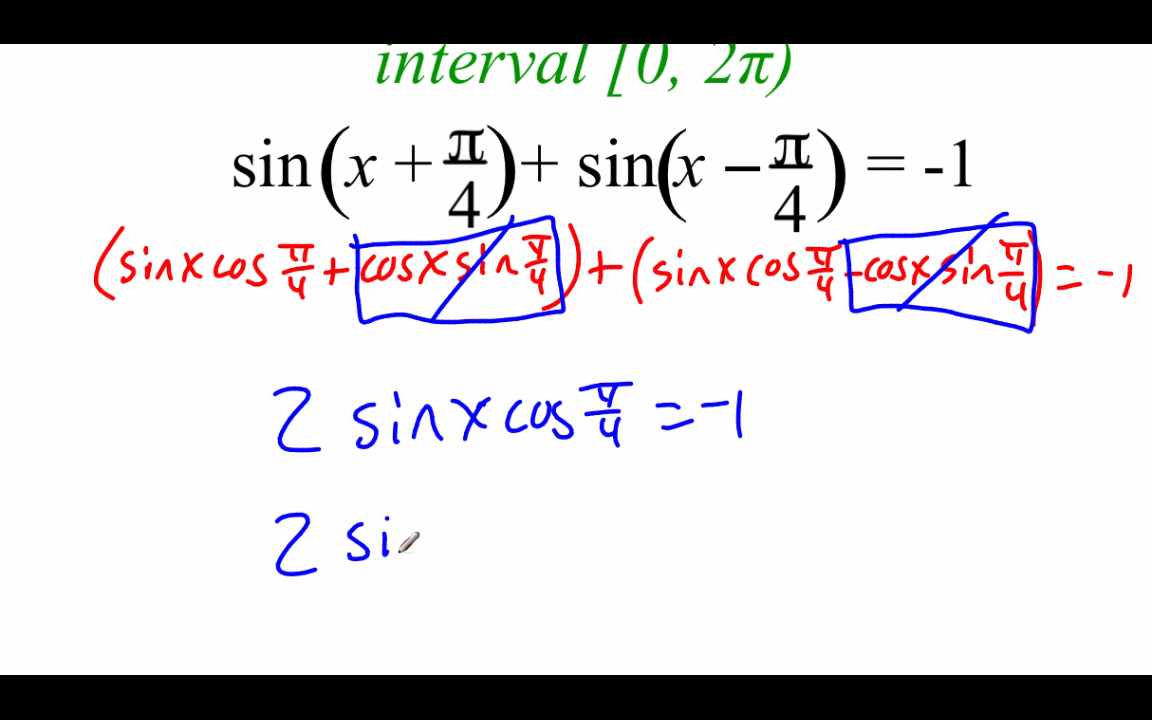 interval [0, 2π)
sin(x + π/4) + sin(x − π/4) = -1
(sinx cos π/4 + cosx sin π/4) + (sinx cos π/4 - cosx sin π/4) = -1
2 sinx cos π/4 = -1
2 si